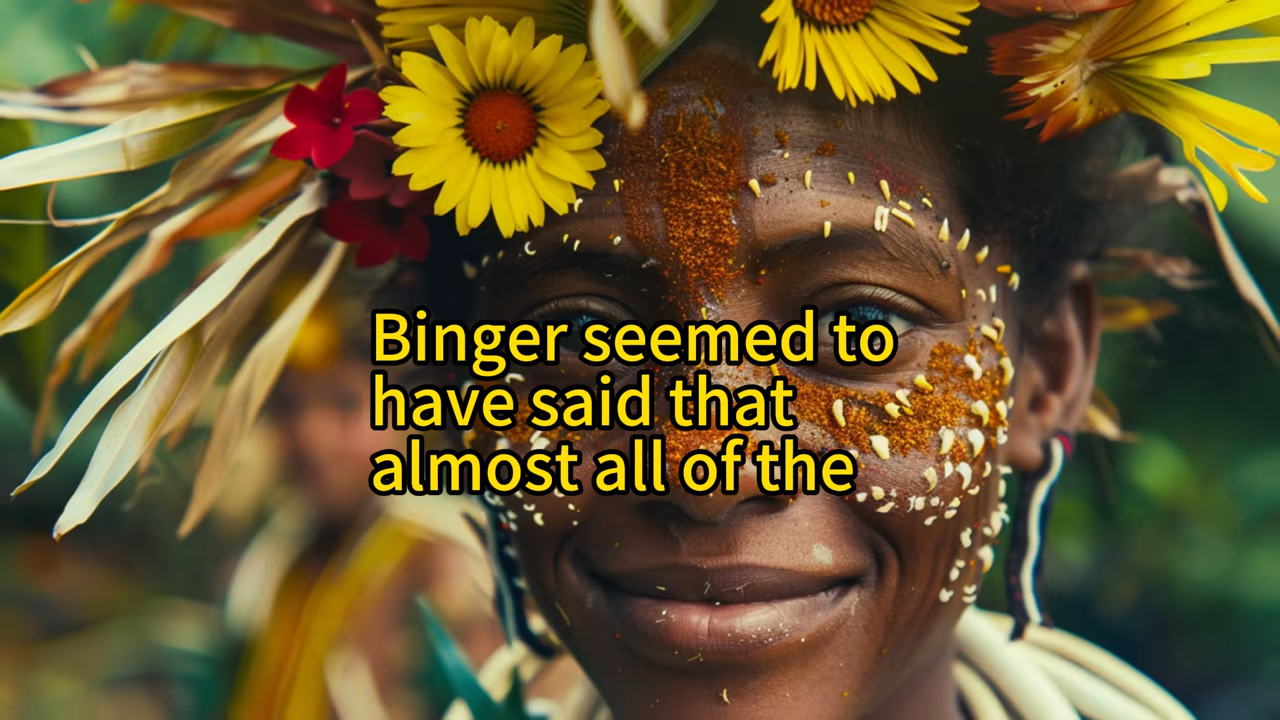 Binger seemed to
have said that
almost all of the